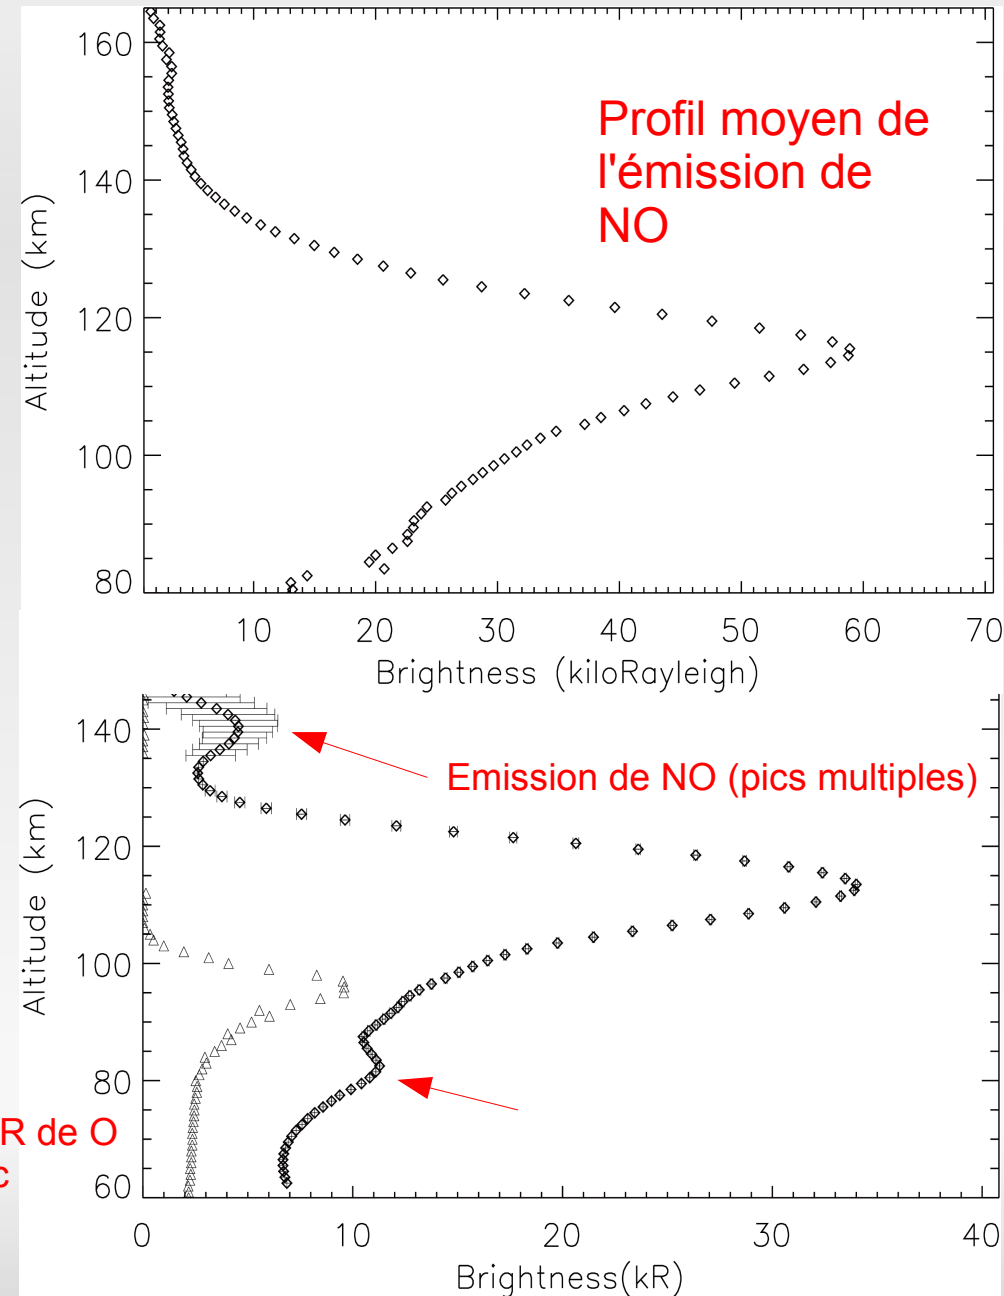 160
140
120
100
80
Altitude (km)
Profil moyen de
l'émission de
NO
10 20 30 40 50 60 70
Brightness (kiloRayleigh)
140
120
100
80
60
Altitude (km)
Emission de NO (pics multiples)
R de O
c
0 10 20 30 40
Brightness(kR)